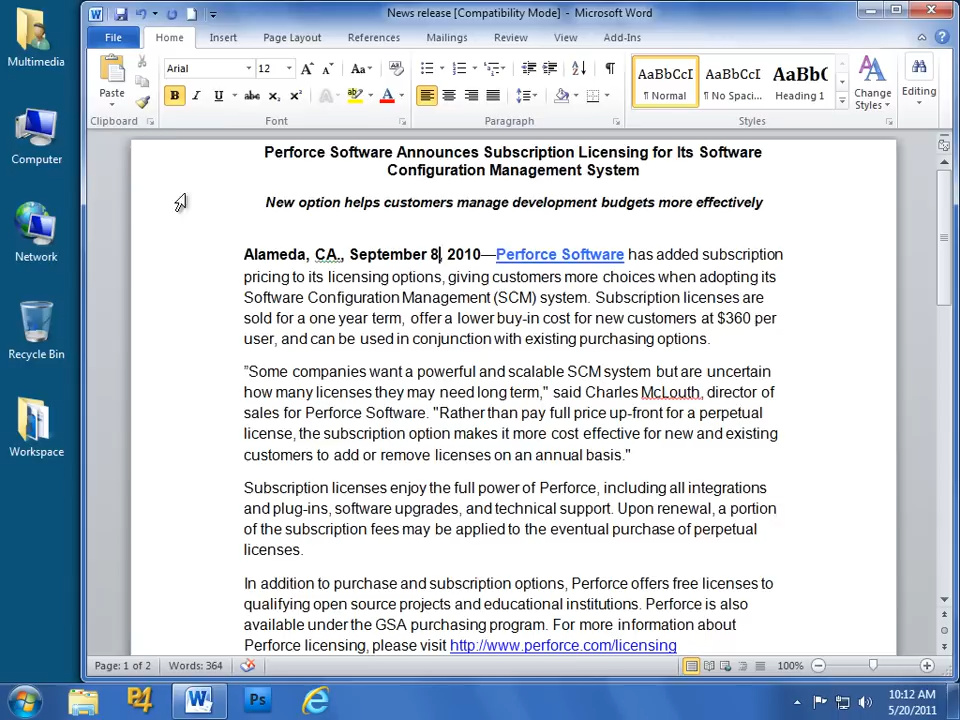 News release [Compatibility Mode] - Microsoft Word
Multimedia
Computer
Network
Recycle Bin
Workspace
File Home Insert Page Layout References Mailings Review View Add-Ins
Paste
Clipboard
Arial 12
Font
Paragraph
AaBbCcI AaBbCcI AaBb(
¶ Normal ¶ No Spaci... Heading 1
Styles
Change
Styles
Editing
Perforce Software Announces Subscription Licensing for Its Software
Configuration Management System
New option helps customers manage development budgets more effectively
Alameda, CA., September 8, 2010—Perforce Software has added subscription
pricing to its licensing options, giving customers more choices when adopting its
Software Configuration Management (SCM) system. Subscription licenses are
sold for a one year term, offer a lower buy-in cost for new customers at $360 per
user, and can be used in conjunction with existing purchasing options.
"Some companies want a powerful and scalable SCM system but are uncertain
how many licenses they may need long term," said Charles McLouth, director of
sales for Perforce Software. "Rather than pay full price up-front for a perpetual
license, the subscription option makes it more cost effective for new and existing
customers to add or remove licenses on an annual basis."
Subscription licenses enjoy the full power of Perforce, including all integrations
and plug-ins, software upgrades, and technical support. Upon renewal, a portion
of the subscription fees may be applied to the eventual purchase of perpetual
licenses.
In addition to purchase and subscription options, Perforce offers free licenses to
qualifying open source projects and educational institutions. Perforce is also
available under the GSA purchasing program. For more information about
Perforce licensing, please visit http://www.perforce.com/licensing
Page: 1 of 2 Words: 364 100%
10:12 AM
5/20/2011